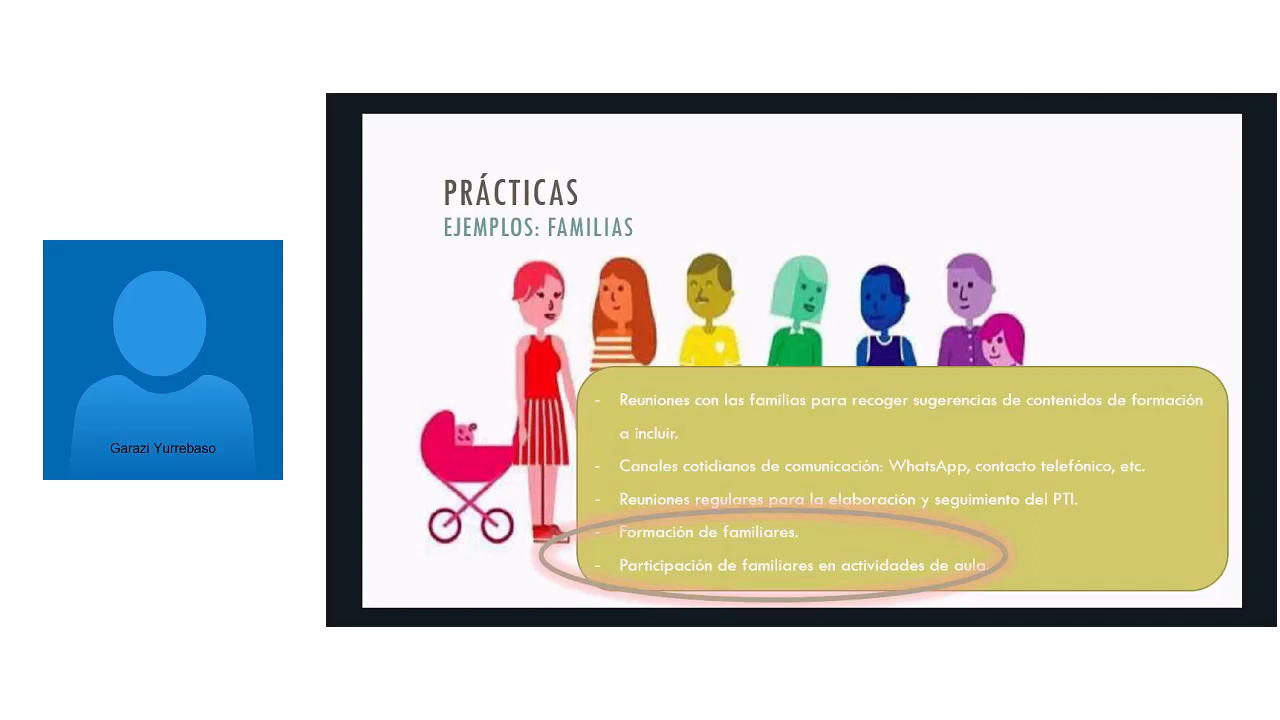 PRÁCTICAS
EJEMPLOS: FAMILIAS
- Reuniones con las familias para recoger sugerencias de contenidos de formación
a incluir.
- Canales cotidianos de comunicación: WhatsApp, contacto telefónico, etc.
- Reuniones regulares para la elaboración y seguimiento del PTI.
- Formación de familiares.
- Participación de familiares en actividades de aula
Garazi Yurrebaso